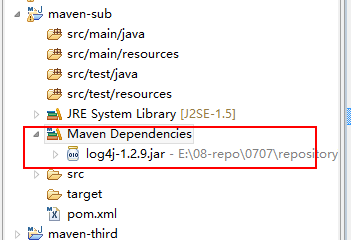 maven-sub
src/main/java
src/main/resources
src/test/java
src/test/resources
JRE System Library [J2SE-1.5]
Maven Dependencies
log4j-1.2.9.jar - E:\08-repo\0707\repository
src
target
pom.xml
maven-third